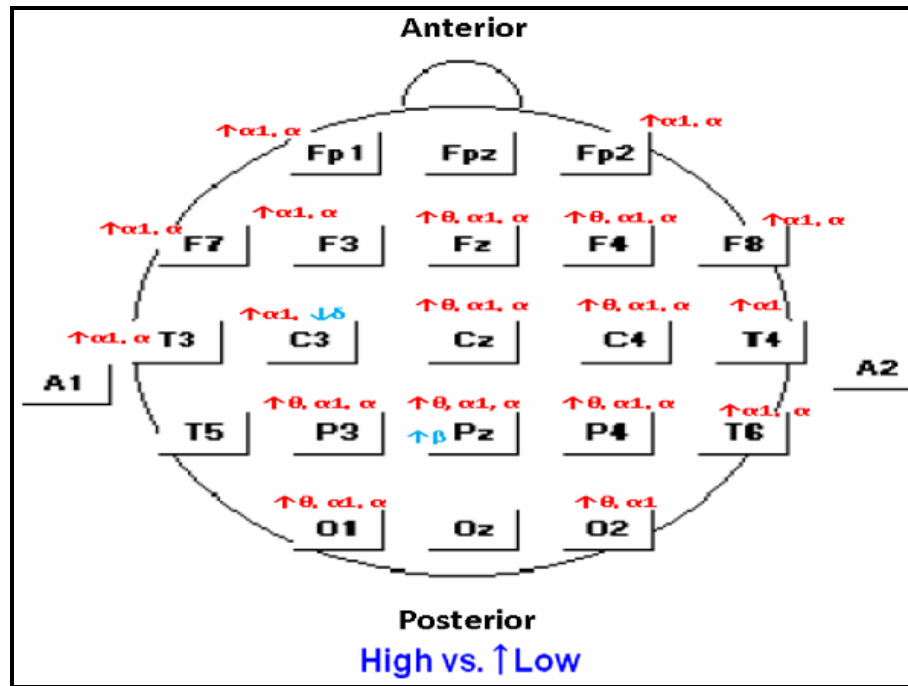 Anterior
↑α1, α ↑α1, α
Fp1 Fpz Fp2
↑α1, α ↑α1, α ↑θ, α1, α ↑θ, α1, α ↑α1, α
F7 F3 Fz F4 F8
↑α1, α ↑α1, ↓δ ↑θ, α1, α ↑θ, α1, α ↑α1
T3 C3 Cz C4 T4
A1 A2
↑θ, α1, α ↑θ, α1, α ↑θ, α1, α ↑α1, α
T5 P3 ↑β Pz P4 T6
↑θ, α1, α ↑θ, α1
O1 Oz O2
Posterior
High vs. ↑Low